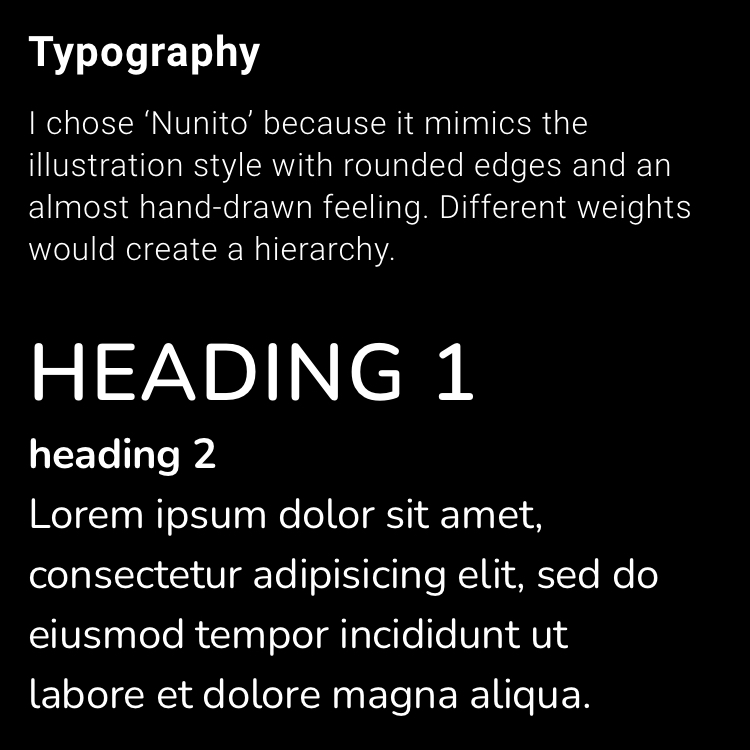 Typography
I chose ‘Nunito’ because it mimics the
illustration style with rounded edges and an
almost hand-drawn feeling. Different weights
would create a hierarchy.
HEADING 1
heading 2
Lorem ipsum dolor sit amet,
consectetur adipisicing elit, sed do
eiusmod tempor incididunt ut
labore et dolore magna aliqua.